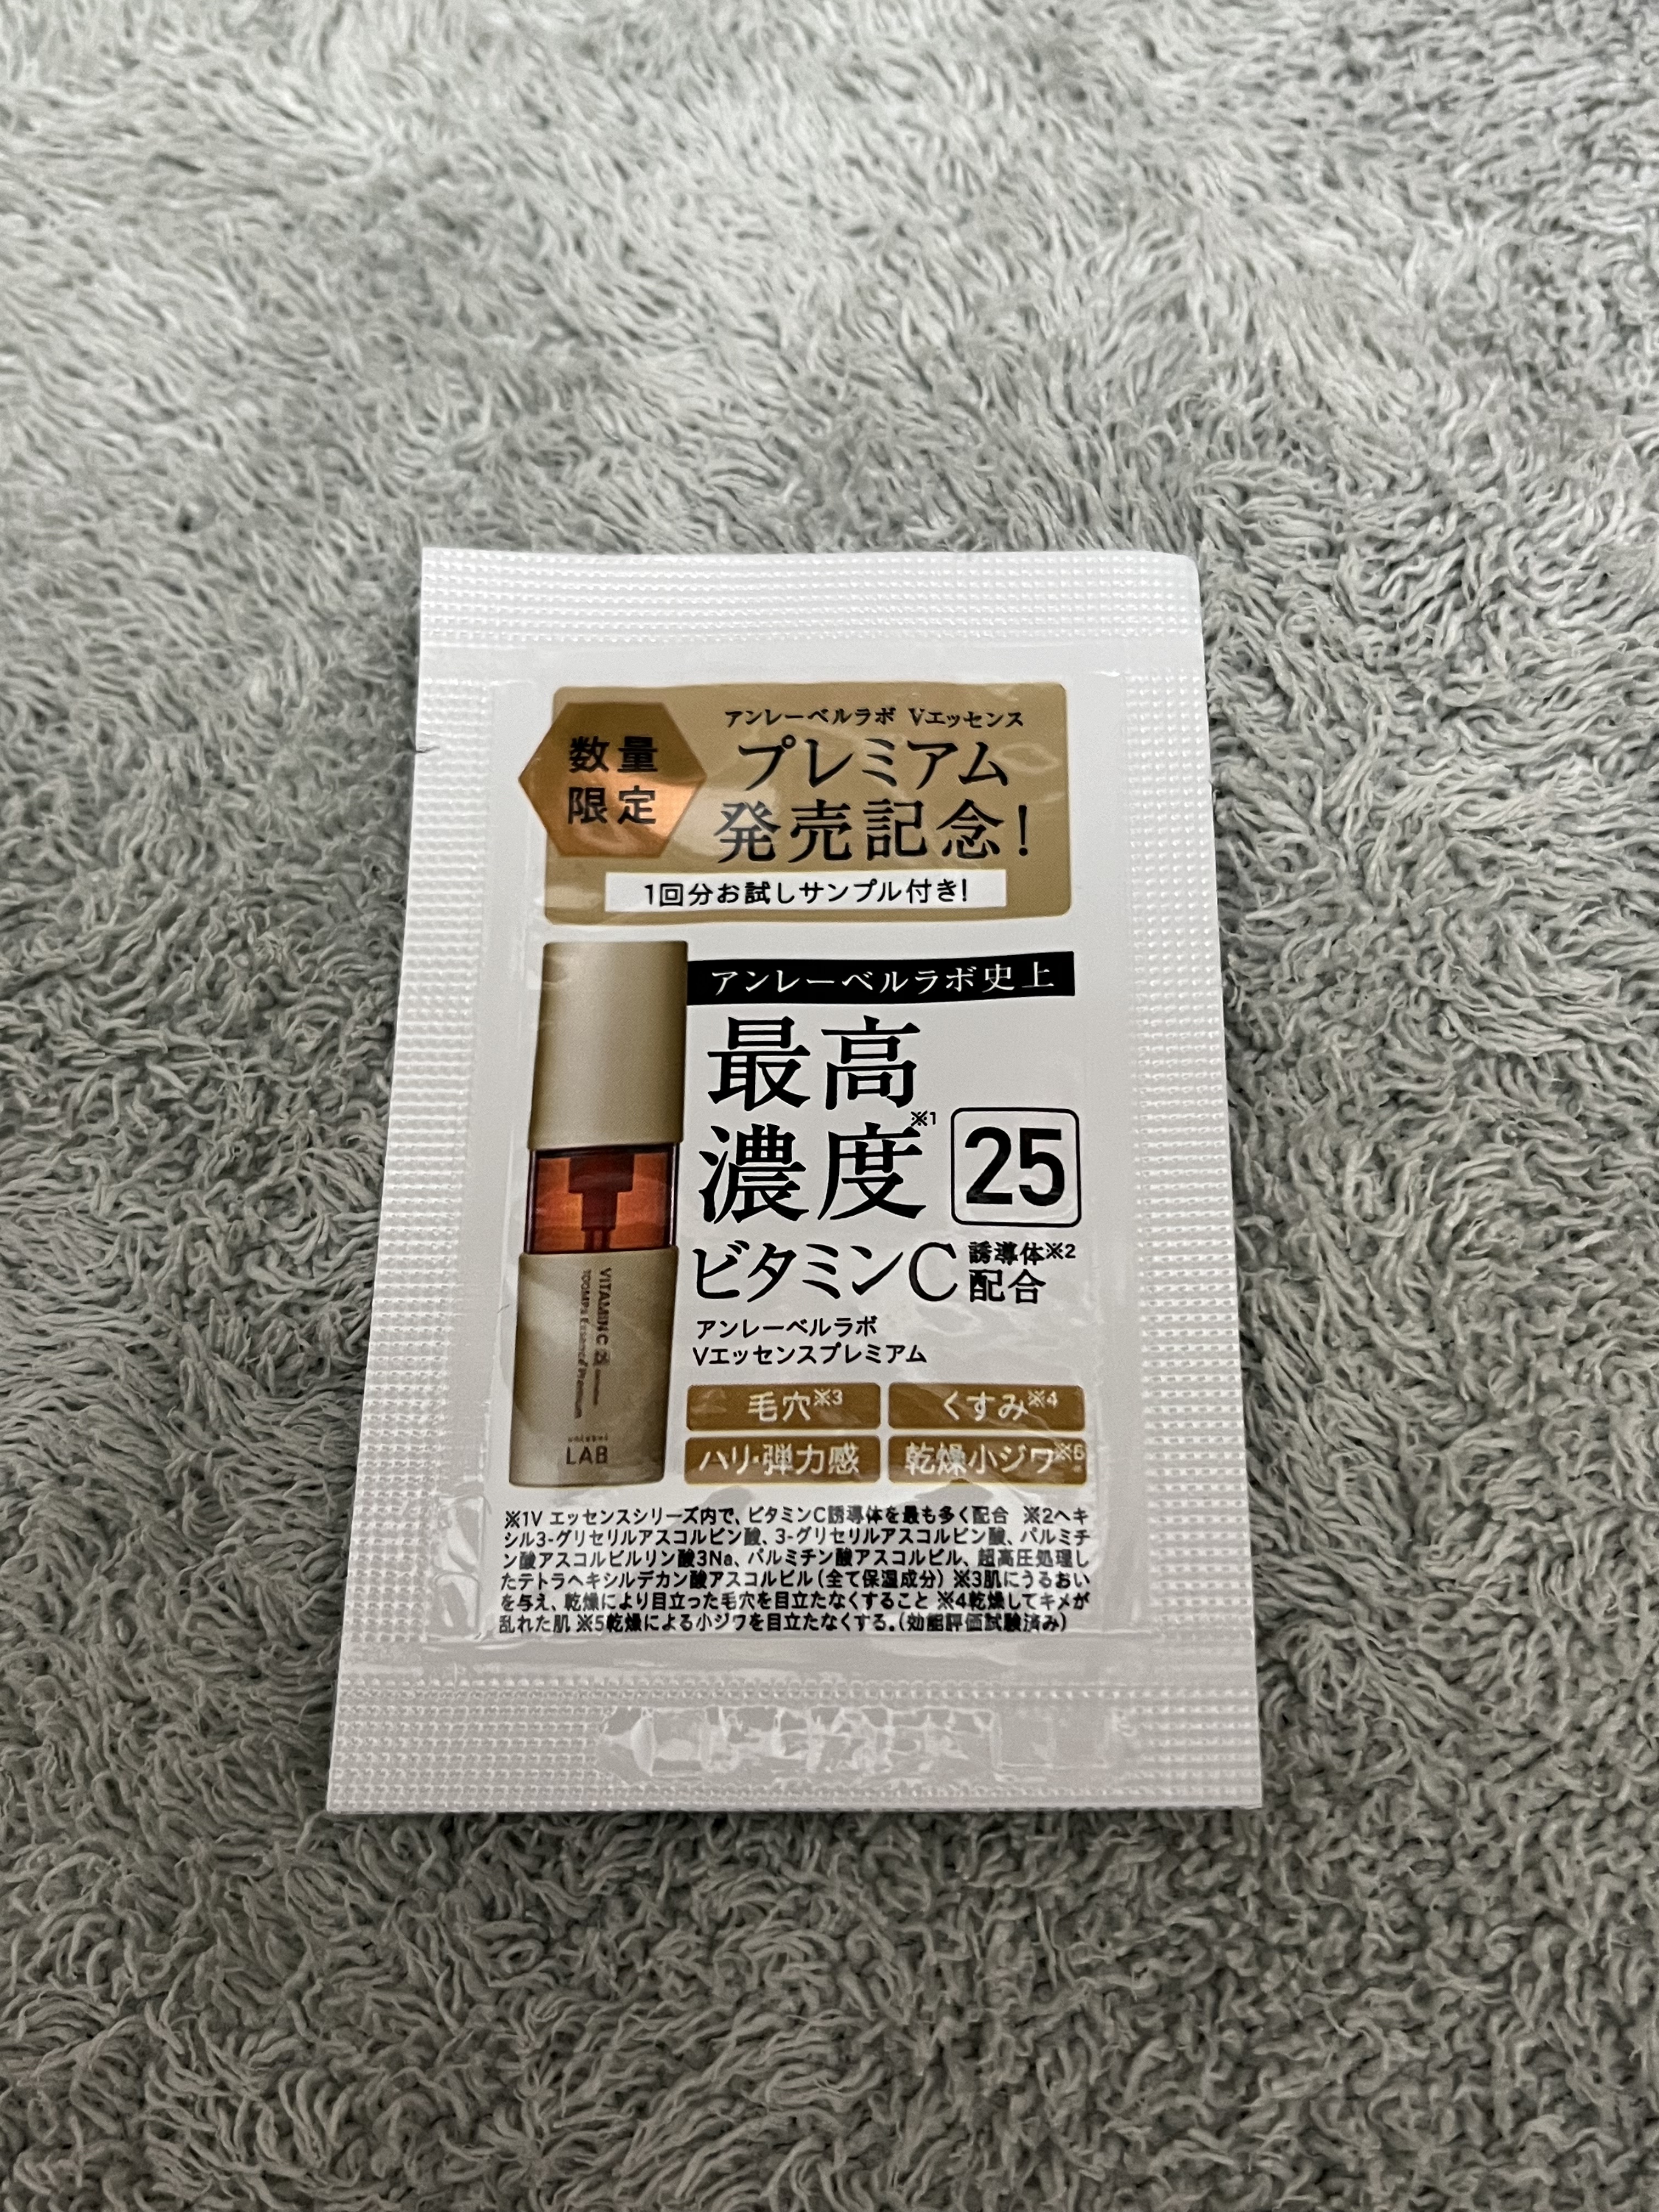 数量
限定
アンレーベルラボ Vエッセンス
プレミアム
発売記念！
1回分お試しサンプル付き！
アンレーベルラボ史上
最高
濃度※1
25
ビタミンC 誘導体※2
配合
アンレーベルラボ
Vエッセンスプレミアム
毛穴※3
くすみ※4
ハリ・弾力感
乾燥小ジワ※5
VITAMIN C 25
Essence Premium
unlabel
LAB
※1V エッセンスシリーズ内で、ビタミンC誘導体を最も多く配合 ※2ヘキ
シル3-グリセリルアスコルビン酸、3-グリセリルアスコルビン酸、パルミチ
ン酸アスコルビルリン酸3Na、パルミチン酸アスコルビル、超高圧処理し
たテトラヘキシルデカン酸アスコルビル（全て保湿成分）※3肌にうるおい
を与え、乾燥により目立った毛穴を目立たなくすること ※4乾燥してキメが
乱れた肌 ※5乾燥による小ジワを目立たなくする。（効能評価試験済み）